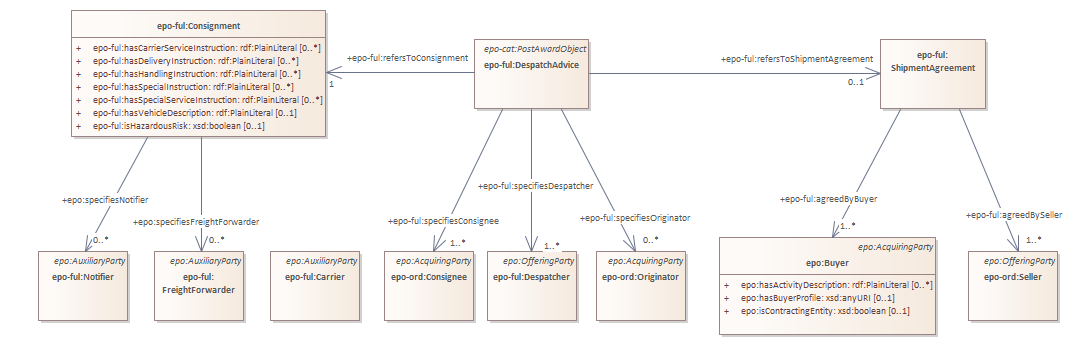 epo-ful:Consignment
+ epo-ful:hasCarrierServiceInstruction: rdf:PlainLiteral [0..*]
+ epo-ful:hasDeliveryInstruction: rdf:PlainLiteral [0..*]
+ epo-ful:hasHandlingInstruction: rdf:PlainLiteral [0..*]
+ epo-ful:hasSpecialInstruction: rdf:PlainLiteral [0..*]
+ epo-ful:hasSpecialServiceInstruction: rdf:PlainLiteral [0..*]
+ epo-ful:hasVehicleDescription: rdf:PlainLiteral [0..1]
+ epo-ful:isHazardousRisk: xsd:boolean [0..1]
+epo-ful:refersToConsignment
1
epo-cat:PostAwardObject
epo-ful:DespatchAdvice
+epo-ful:refersToShipmentAgreement
0..1
epo-ful:
ShipmentAgreement
+epo:specifiesNotifier
0..*
+epo:specifiesFreightForwarder
0..*
+epo-ful:specifiesConsignee
1..*
+epo-ful:specifiesDespatcher
1..*
+epo-ful:specifiesOriginator
0..*
+epo-ful:agreedByBuyer
1..*
+epo-ful:agreedBySeller
1..*
epo:AuxiliaryParty
epo-ful:Notifier
epo:AuxiliaryParty
epo-ful:
FreightForwarder
epo:AuxiliaryParty
epo-ful:Carrier
epo:AcquiringParty
epo-ord:Consignee
epo:OfferingParty
epo-ful:Despatcher
epo:AcquiringParty
epo-ord:Originator
epo:AcquiringParty
epo:Buyer
+ epo:hasActivityDescription: rdf:PlainLiteral [0..*]
+ epo:hasBuyerProfile: xsd:anyURI [0..1]
+ epo:isContractingEntity: xsd:boolean [0..1]
epo:OfferingParty
epo-ord:Seller